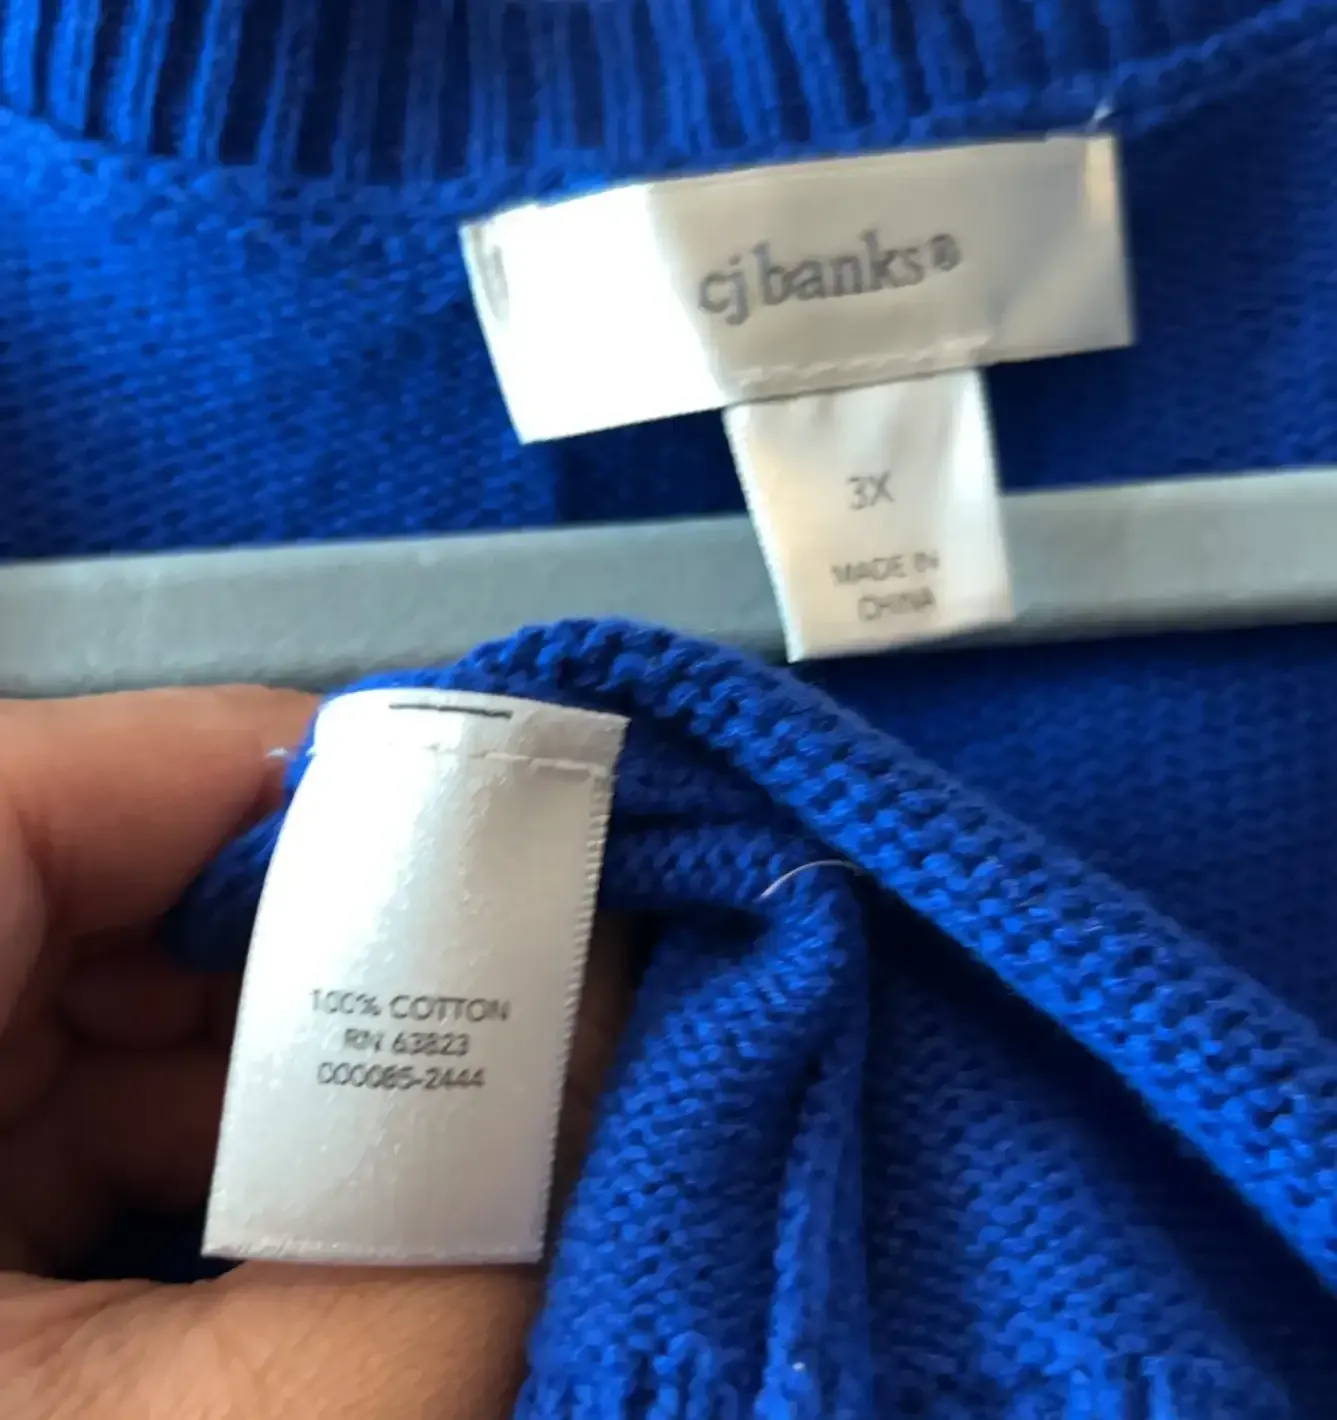 cj banks®
3X
MADE IN
CHINA
100% COTTON
RN 63823
000085-2444